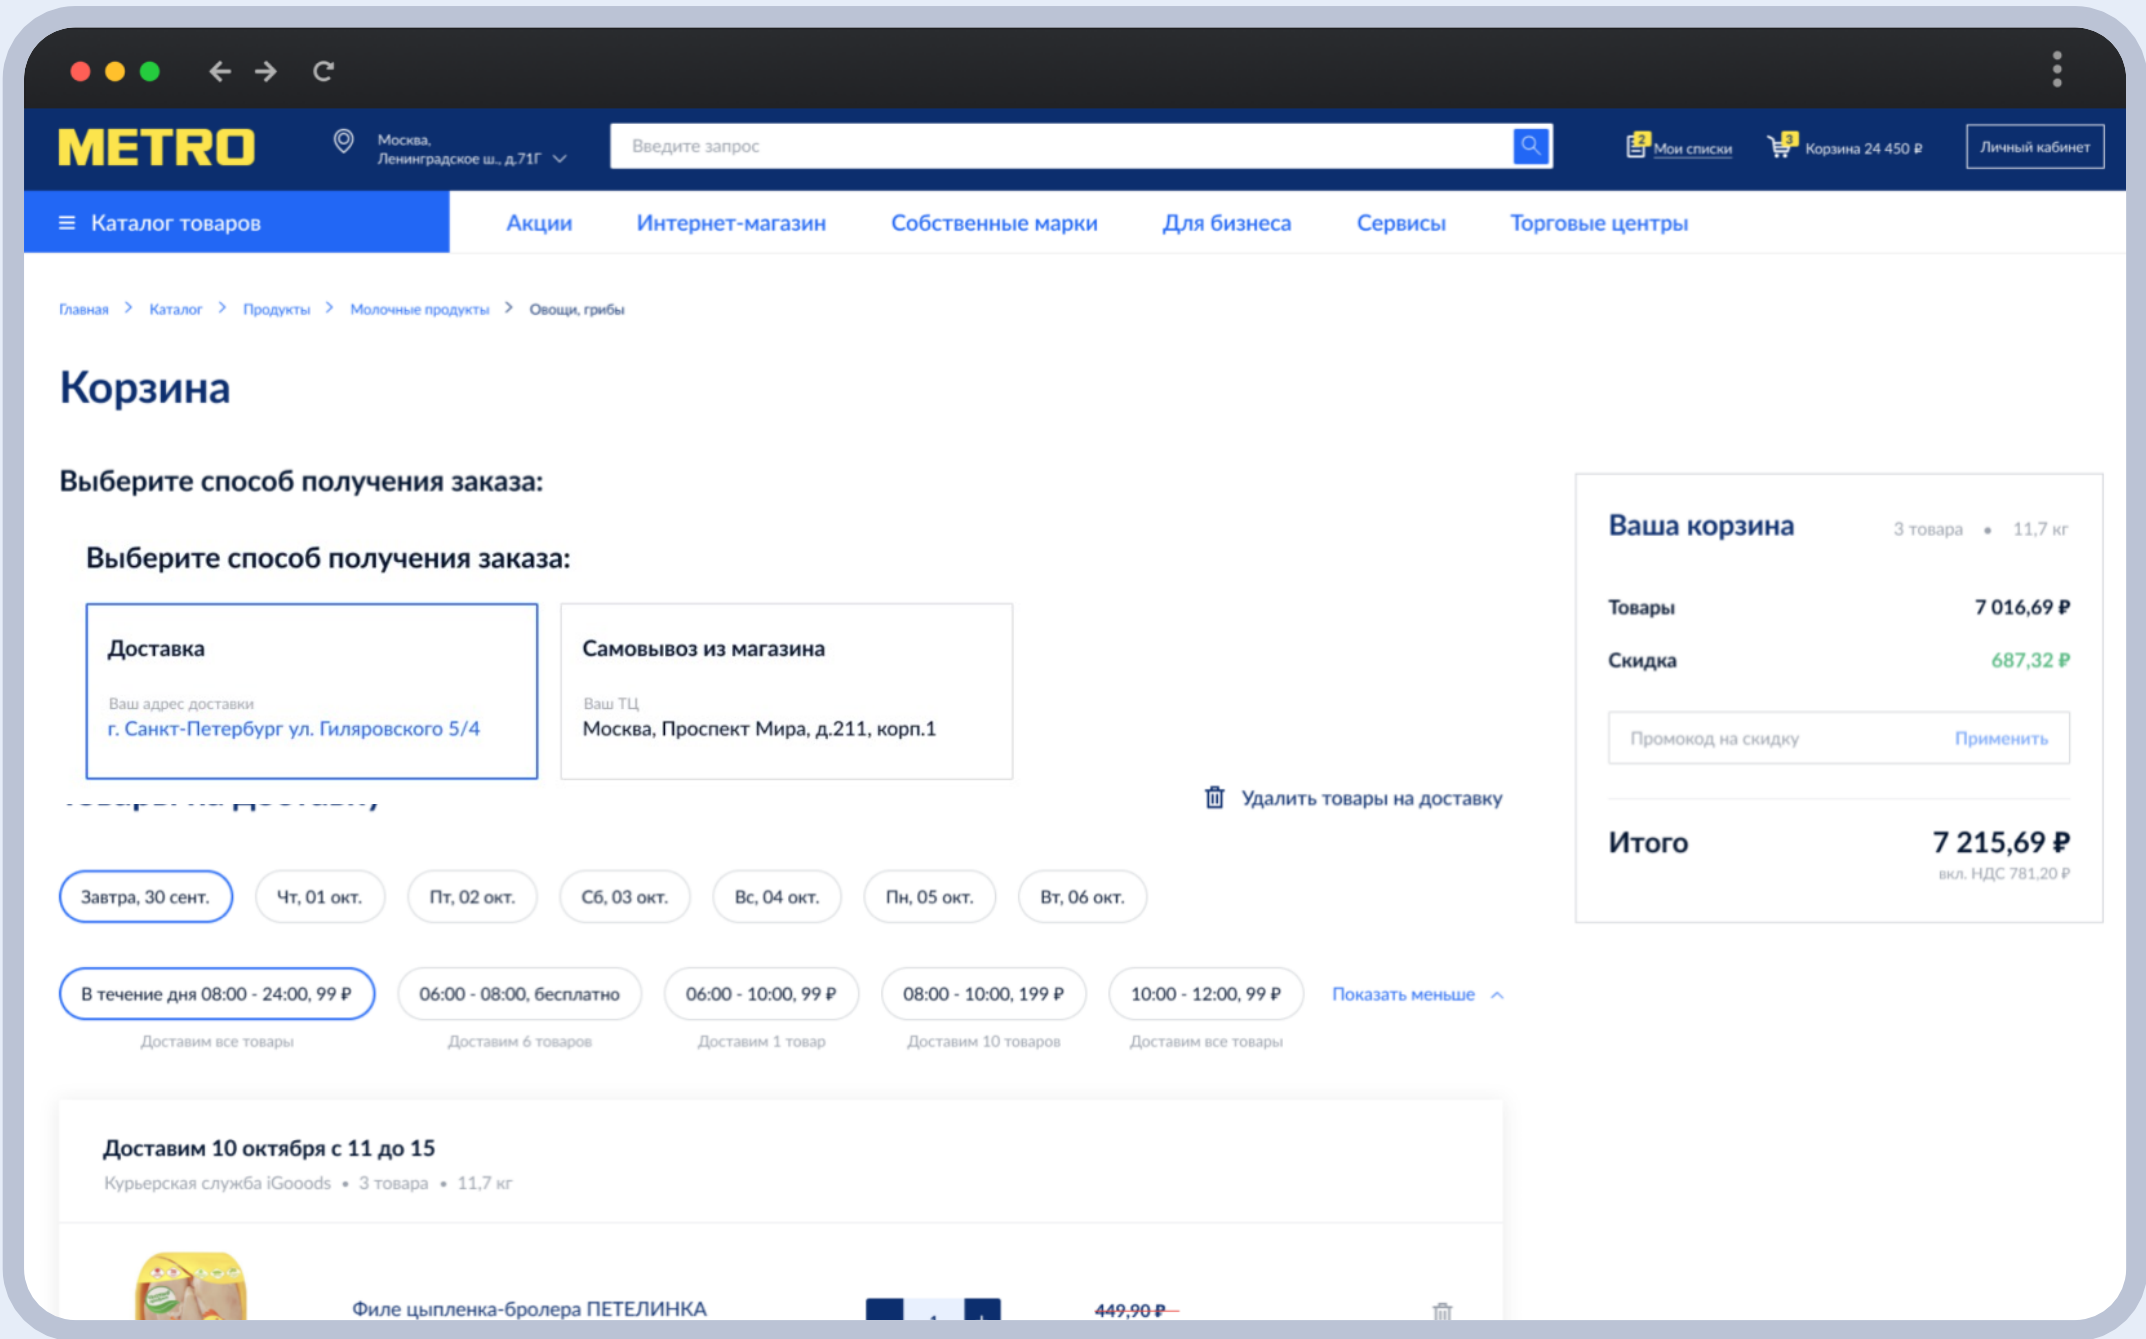 METRO
Москва,
Ленинградское ш., д.71Г
Введите запрос
2
Мои списки
3
Корзина 24 450 ₽
Личный кабинет
Каталог товаров
Акции
Интернет-магазин
Собственные марки
Для бизнеса
Сервисы
Торговые центры
Главная > Каталог > Продукты > Молочные продукты > Овощи, грибы
Корзина
Выберите способ получения заказа:
Выберите способ получения заказа:
Доставка
Ваш адрес доставки
г. Санкт-Петербург ул. Гиляровского 5/4
Самовывоз из магазина
Ваш ТЦ
Москва, Проспект Мира, д.211, корп.1
Товары на доставку
Удалить товары на доставку
Завтра, 30 сент.
Чт, 01 окт.
Пт, 02 окт.
Сб, 03 окт.
Вс, 04 окт.
Пн, 05 окт.
Вт, 06 окт.
В течение дня 08:00 - 24:00, 99 ₽
06:00 - 08:00, бесплатно
06:00 - 10:00, 99 ₽
08:00 - 10:00, 199 ₽
10:00 - 12:00, 99 ₽
Показать меньше
Доставим все товары
Доставим 6 товаров
Доставим 1 товар
Доставим 10 товаров
Доставим все товары
Доставим 10 октября с 11 до 15
Курьерская служба iGooods • 3 товара • 11,7 кг
Филе цыпленка-бролера ПЕТЕЛИНКА
449,90 ₽
Ваша корзина
3 товара • 11,7 кг
Товары
7 016,69 ₽
Скидка
687,32 ₽
Промокод на скидку
Применить
Итого
7 215,69 ₽
вкл. НДС 781,20 ₽